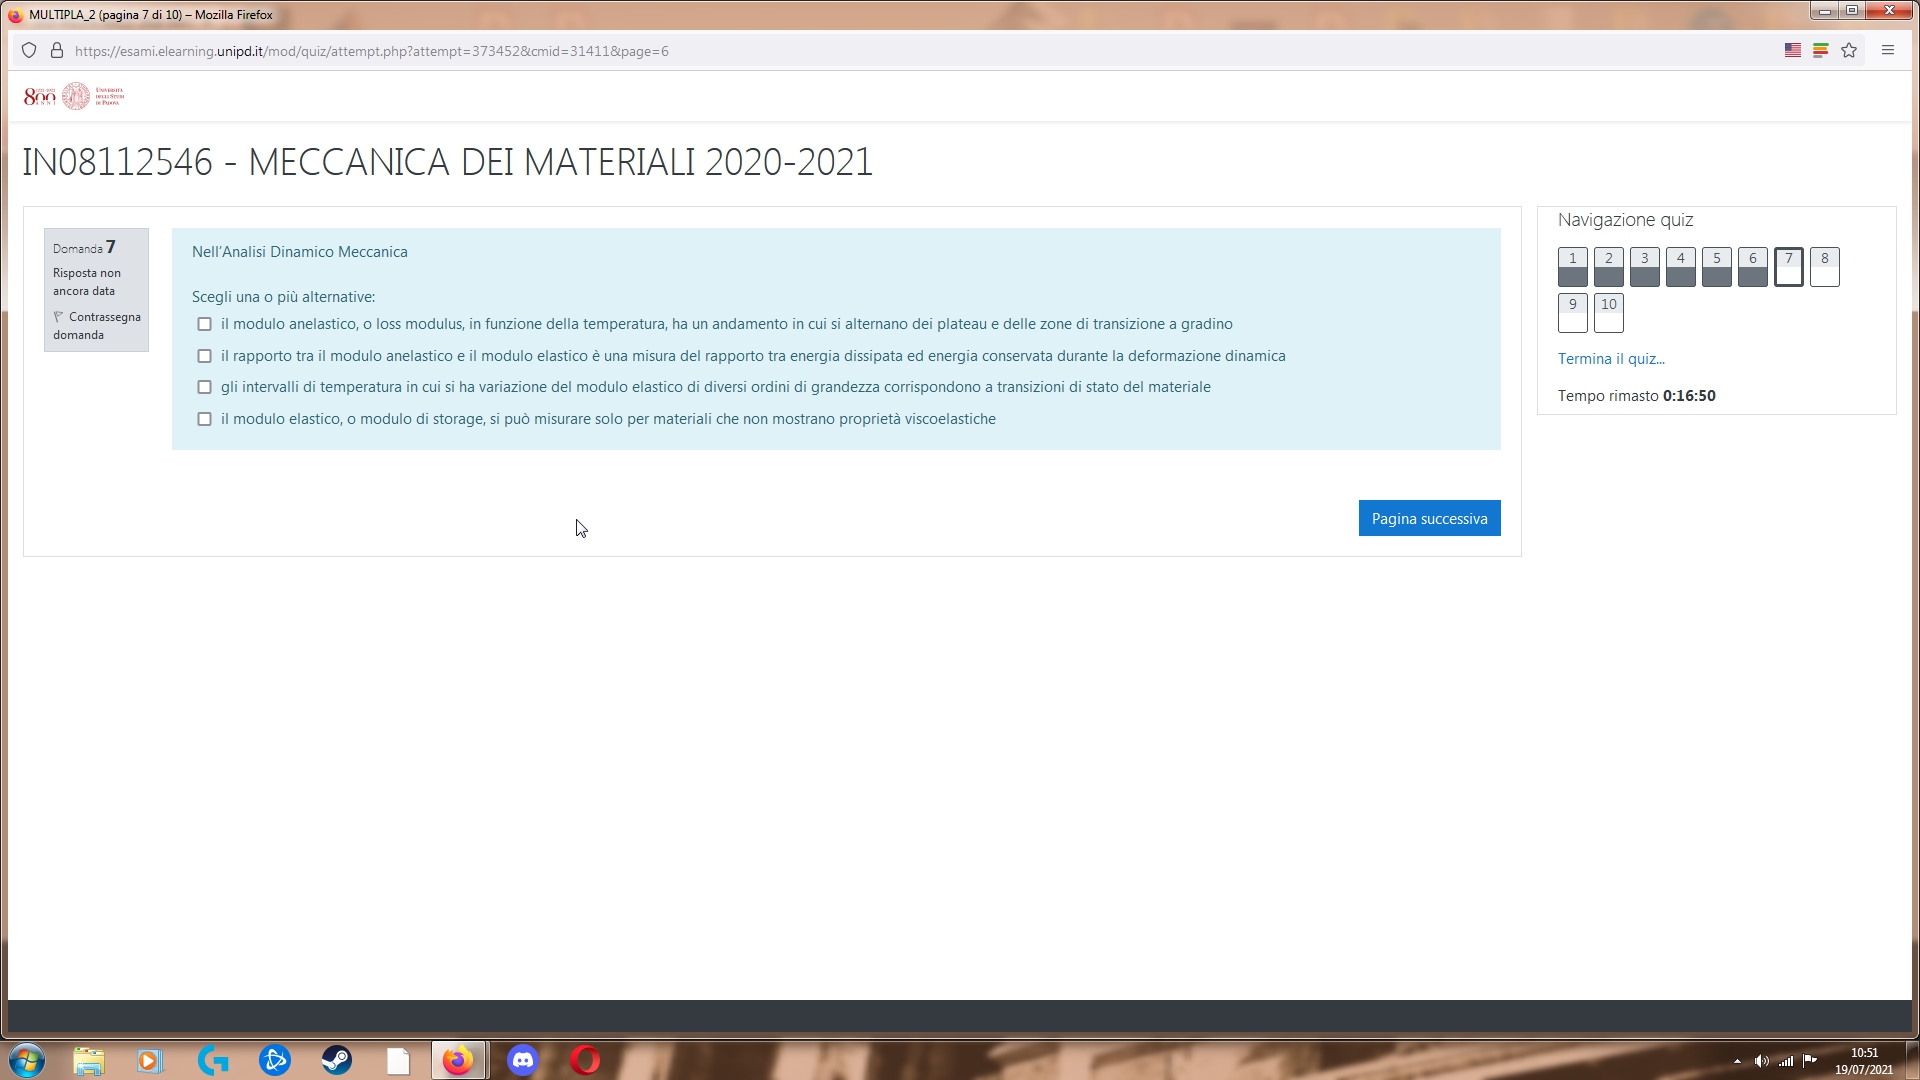 MULTIPLA_2 (pagina 7 di 10) – Mozilla Firefox
https://esami.elearning.unipd.it/mod/quiz/attempt.php?attempt=373452&cmid=31411&page=6
800 ANNI UNIVERSITÀ DEGLI STUDI DI PADOVA
IN08112546 - MECCANICA DEI MATERIALI 2020-2021
Domanda 7
Risposta non
ancora data
Contrassegna
domanda
Nell'Analisi Dinamico Meccanica
Scegli una o più alternative:
il modulo anelastico, o loss modulus, in funzione della temperatura, ha un andamento in cui si alternano dei plateau e delle zone di transizione a gradino
il rapporto tra il modulo anelastico e il modulo elastico è una misura del rapporto tra energia dissipata ed energia conservata durante la deformazione dinamica
gli intervalli di temperatura in cui si ha variazione del modulo elastico di diversi ordini di grandezza corrispondono a transizioni di stato del materiale
il modulo elastico, o modulo di storage, si può misurare solo per materiali che non mostrano proprietà viscoelastiche
Pagina successiva
Navigazione quiz
1 2 3 4 5 6 7 8
9 10
Termina il quiz...
Tempo rimasto 0:16:50
10:51
19/07/2021